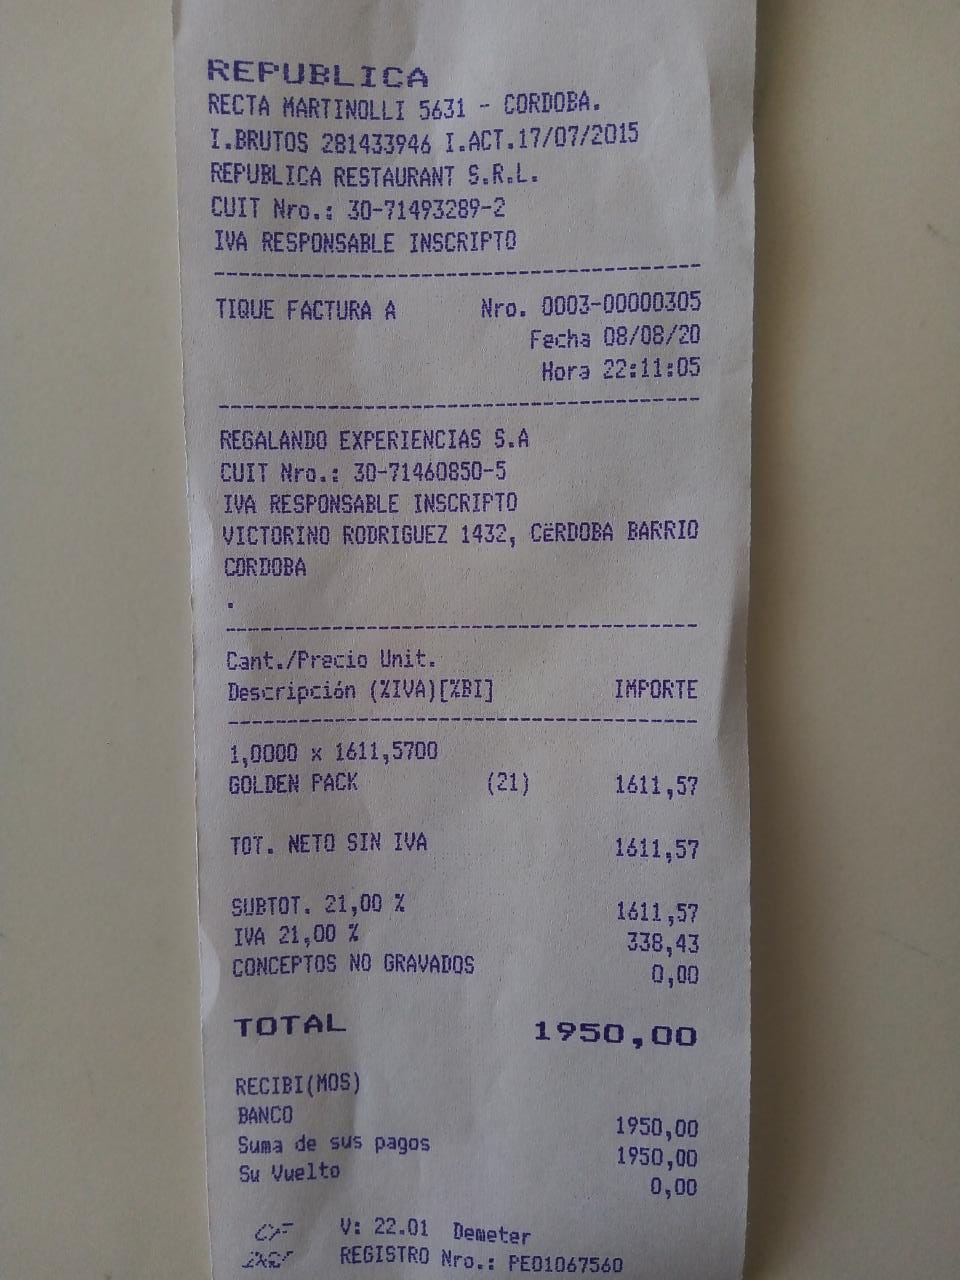 REPUBLICA
RECTA MARTINOLLI 5631 - CORDOBA.
I.BRUTOS 281433946 I.ACT.17/07/2015
REPUBLICA RESTAURANT S.R.L.
CUIT Nro.: 30-71493289-2
IVA RESPONSABLE INSCRIPTO
TIQUE FACTURA A Nro. 0003-00000305
Fecha 08/08/20
Hora 22:11:05
REGALANDO EXPERIENCIAS S.A
CUIT Nro.: 30-71460850-5
IVA RESPONSABLE INSCRIPTO
VICTORINO RODRIGUEZ 1432, CëRDOBA BARRIO
CORDOBA
.
Cant./Precio Unit.
Descripción (%IVA)[%BI] IMPORTE
1,0000 x 1611,5700
GOLDEN PACK (21) 1611,57
TOT. NETO SIN IVA 1611,57
SUBTOT. 21,00 % 1611,57
IVA 21,00 % 338,43
CONCEPTOS NO GRAVADOS 0,00
TOTAL 1950,00
RECIBI(MOS)
BANCO 1950,00
Suma de sus pagos 1950,00
Su Vuelto 0,00
CF V: 22.01 Demeter
REGISTRO Nro.: PEO1067560